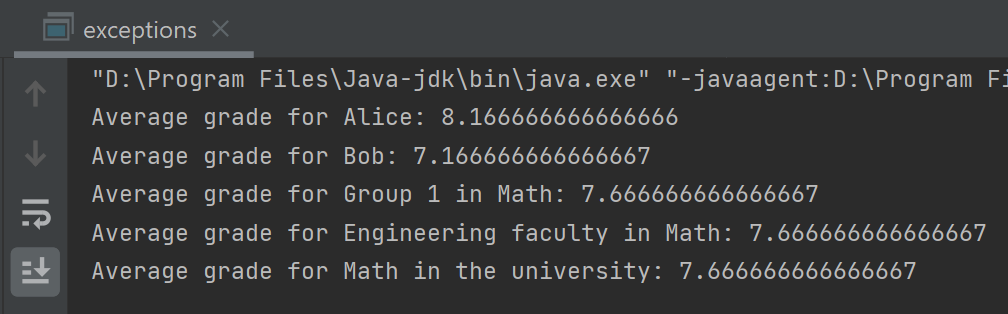 exceptions
"D:\Program Files\Java-jdk\bin\java.exe" "-javaagent:D:\Program
Average grade for Alice: 8.166666666666666
Average grade for Bob: 7.166666666666667
Average grade for Group 1 in Math: 7.666666666666667
Average grade for Engineering faculty in Math: 7.666666666666667
Average grade for Math in the university: 7.666666666666667